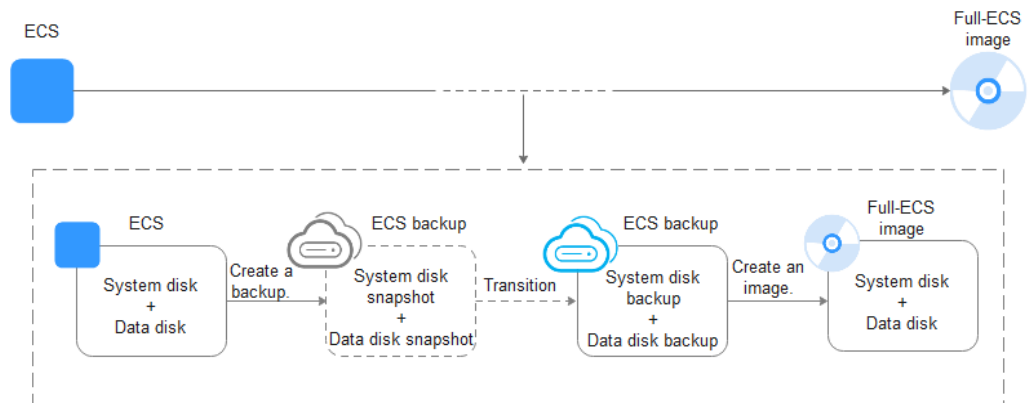 ECS
Full-ECS
image
ECS
System disk
+
Data disk
Create a
backup.
ECS backup
System disk
snapshot
+
Data disk snapshot
Transition
ECS backup
System disk
backup
+
Data disk backup
Create an
image.
Full-ECS
image
System disk
+
Data disk